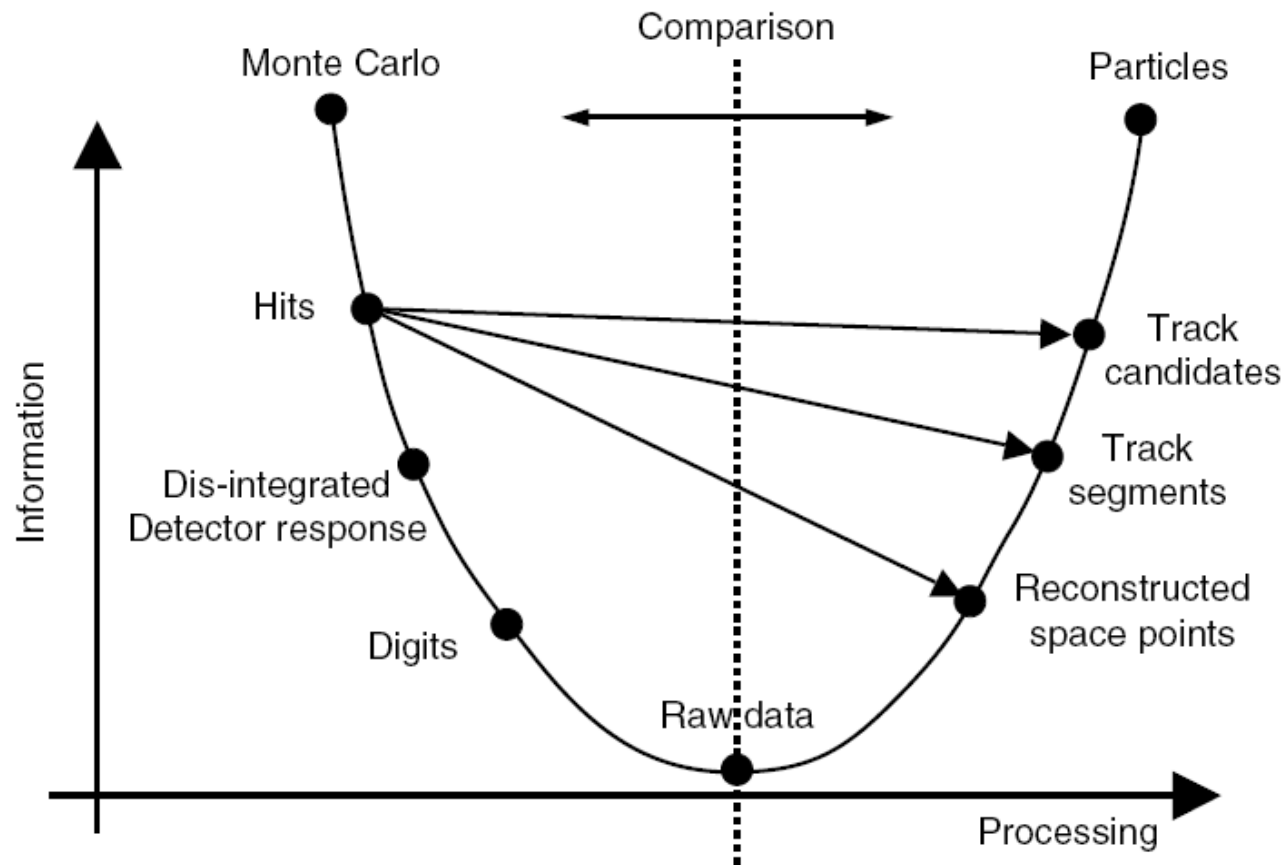 Comparison
Monte Carlo
Particles
Hits
Track
candidates
Information
Dis-integrated
Detector response
Track
segments
Digits
Reconstructed
space points
Raw data
Processing